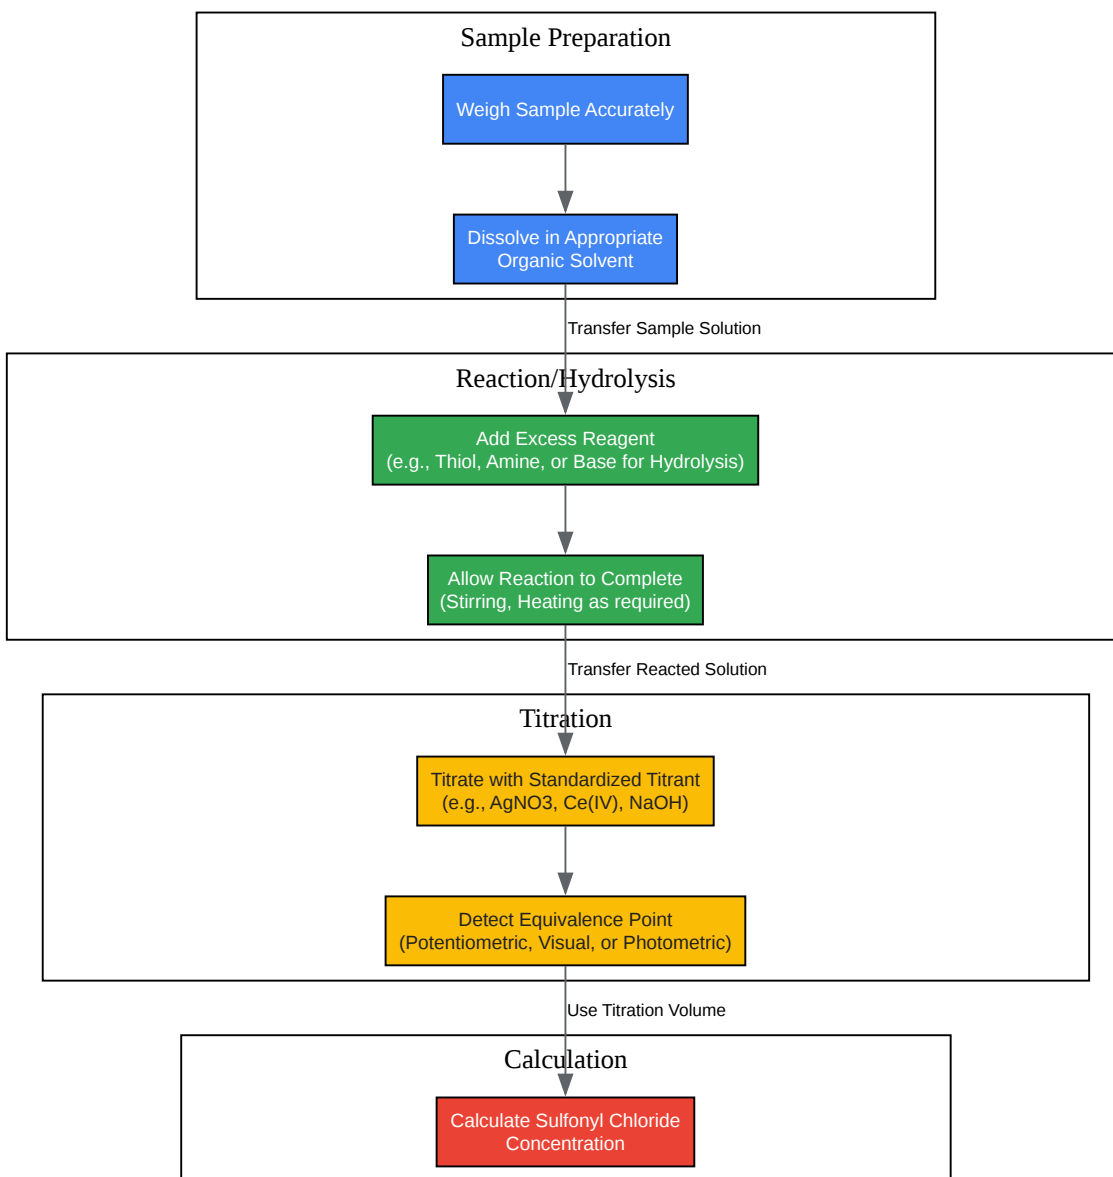 Sample Preparation
Weigh Sample Accurately
Dissolve in Appropriate
Organic Solvent
Transfer Sample Solution
Reaction/Hydrolysis
Add Excess Reagent
(e.g., Thiol, Amine, or Base for Hydrolysis)
Allow Reaction to Complete
(Stirring, Heating as required)
Transfer Reacted Solution
Titration
Titrate with Standardized Titrant
(e.g., AgNO3, Ce(IV), NaOH)
Detect Equivalence Point
(Potentiometric, Visual, or Photometric)
Use Titration Volume
Calculation
Calculate Sulfonyl Chloride
Concentration